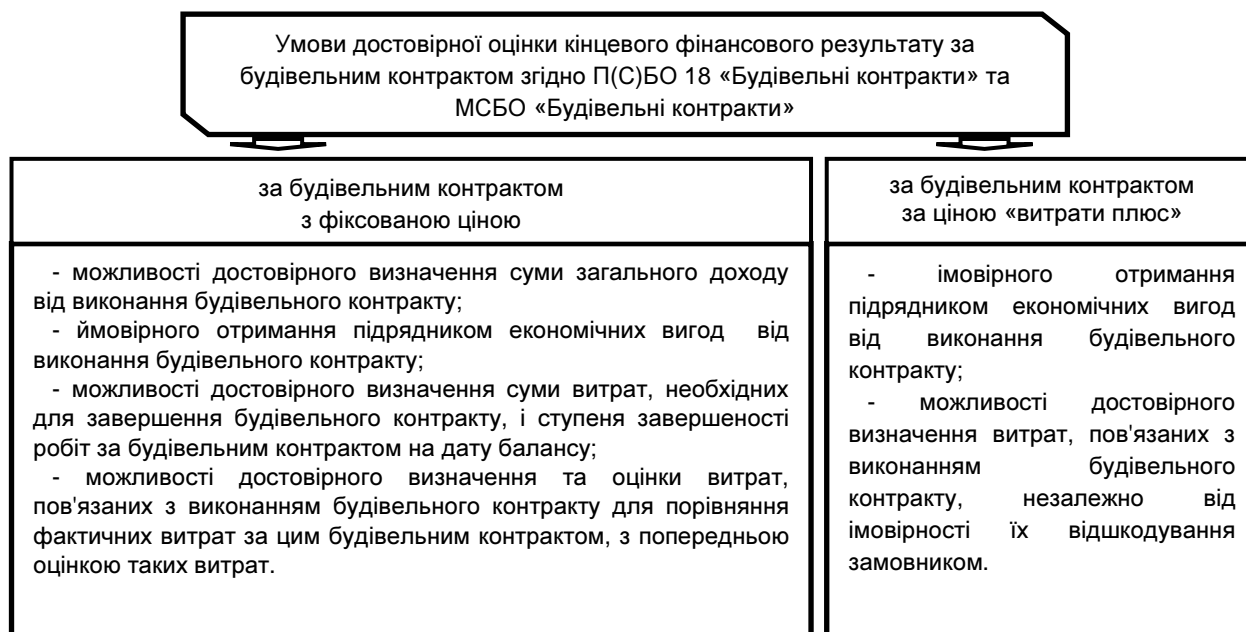 Умови достовірної оцінки кінцевого фінансового результату за
будівельним контрактом згідно П(С)БО 18 «Будівельні контракти» та
МСБО «Будівельні контракти»
за будівельним контрактом
з фіксованою ціною
- можливості достовірного визначення суми загального доходу
від виконання будівельного контракту;
- ймовірного отримання підрядником економічних вигод від
виконання будівельного контракту;
- можливості достовірного визначення суми витрат, необхідних
для завершення будівельного контракту, і ступеня завершеності
робіт за будівельним контрактом на дату балансу;
- можливості достовірного визначення та оцінки витрат,
пов'язаних з виконанням будівельного контракту для порівняння
фактичних витрат за цим будівельним контрактом, з попередньою
оцінкою таких витрат.
за будівельним контрактом
за ціною «витрати плюс»
- імовірного отримання
підрядником економічних вигод
від виконання будівельного
контракту;
- можливості достовірного
визначення витрат, пов'язаних з
виконанням будівельного
контракту, незалежно від
імовірності їх відшкодування
замовником.